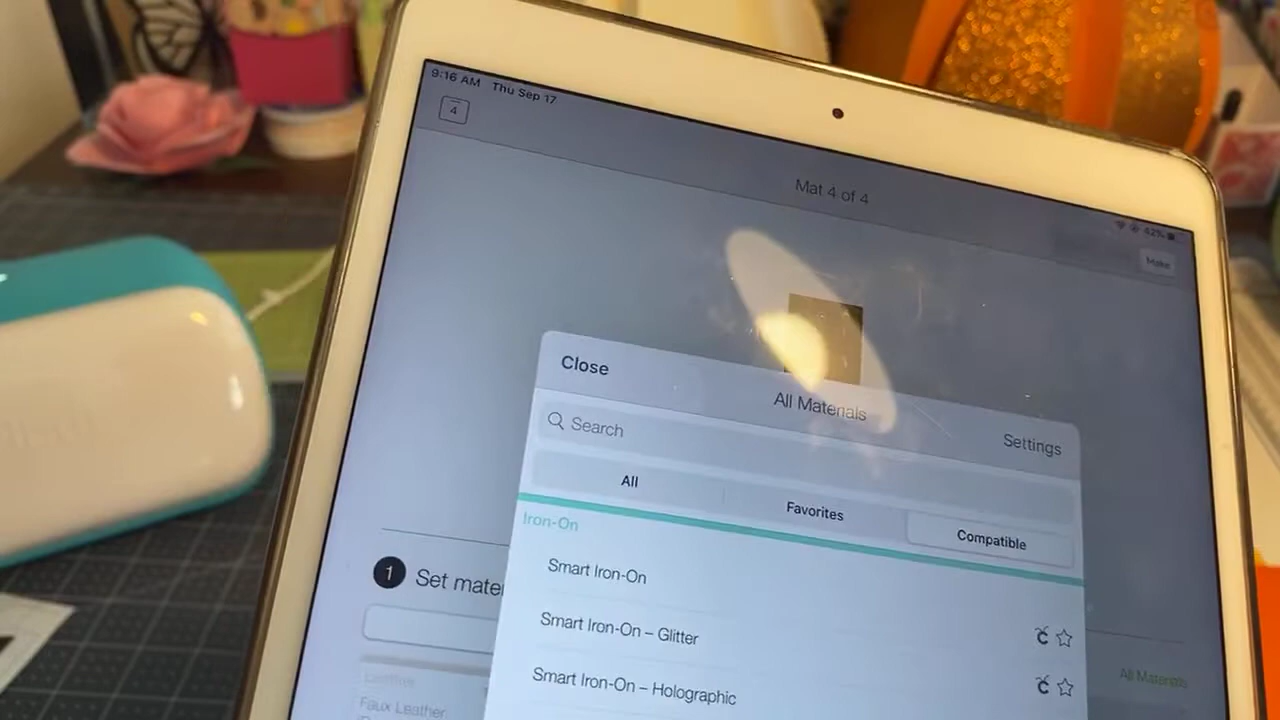 9:16 AM Thu Sep 17
42%
4
Mat 4 of 4
Make
Close
All Materials
Settings
Search
All
Favorites
Compatible
Iron-On
Smart Iron-On
Smart Iron-On – Glitter
Smart Iron-On – Holographic
1 Set mate
All Materials
Leather
Faux Leather